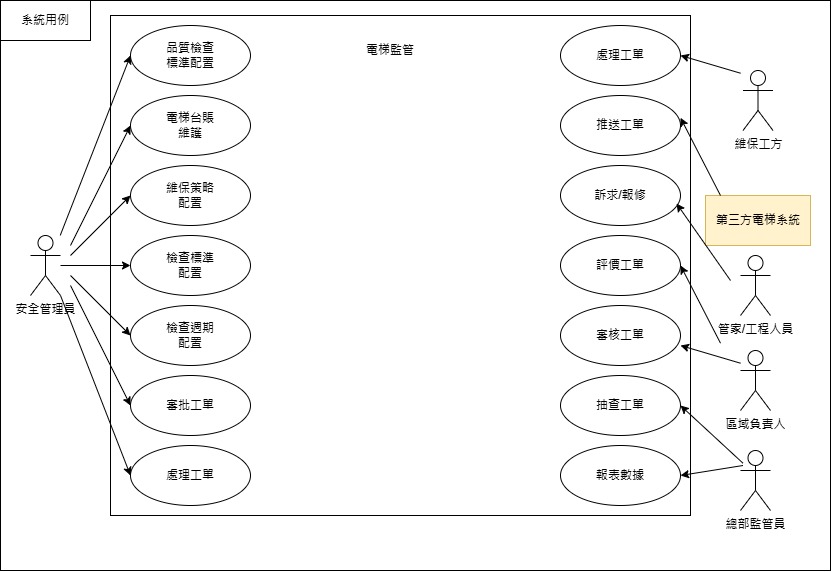 系統用例
電梯監管
品質檢查
標準配置
電梯台賬
維護
維保策略
配置
檢查標準
配置
檢查週期
配置
審批工單
處理工單
安全管理員
處理工單
推送工單
訴求/報修
評價工單
審核工單
抽查工單
報表數據
維保工方
第三方電梯系統
管家/工程人員
區域負責人
總部監管員